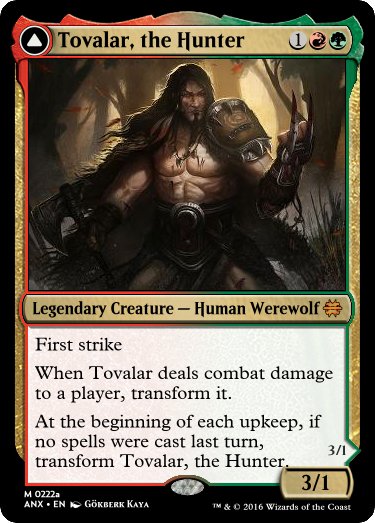 Tovalar, the Hunter 1
Legendary Creature — Human Werewolf
First strike
When Tovalar deals combat damage
to a player, transform it.
At the beginning of each upkeep, if
no spells were cast last turn,
transform Tovalar, the Hunter.
3/1
3/1
M 0222a
ANX • EN Gökberk Kaya
™ & © 2016 Wizards of the Coast